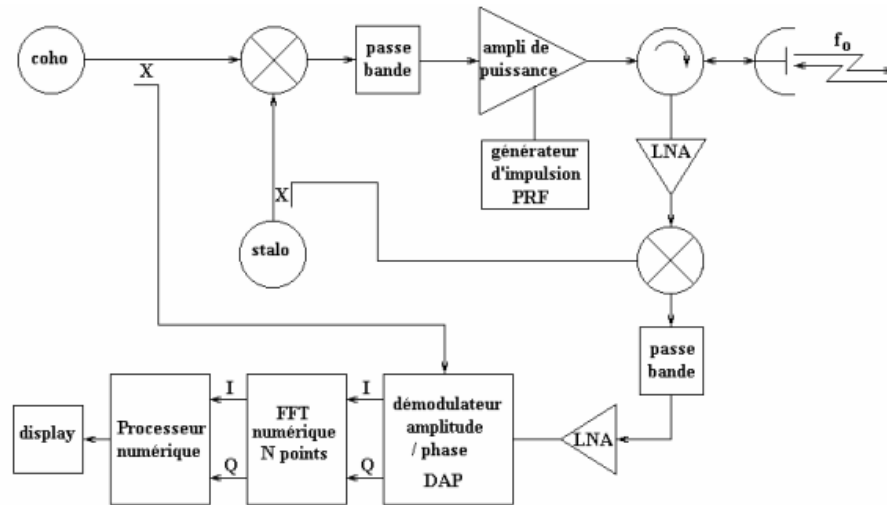 coho
X
passe
bande
ampli de
puissance
f₀
générateur
d'impulsion
PRF
LNA
X
stalo
passe
bande
display
Processeur
numérique
I
Q
FFT
numérique
N points
I
Q
démodulateur
amplitude
/ phase
DAP
LNA